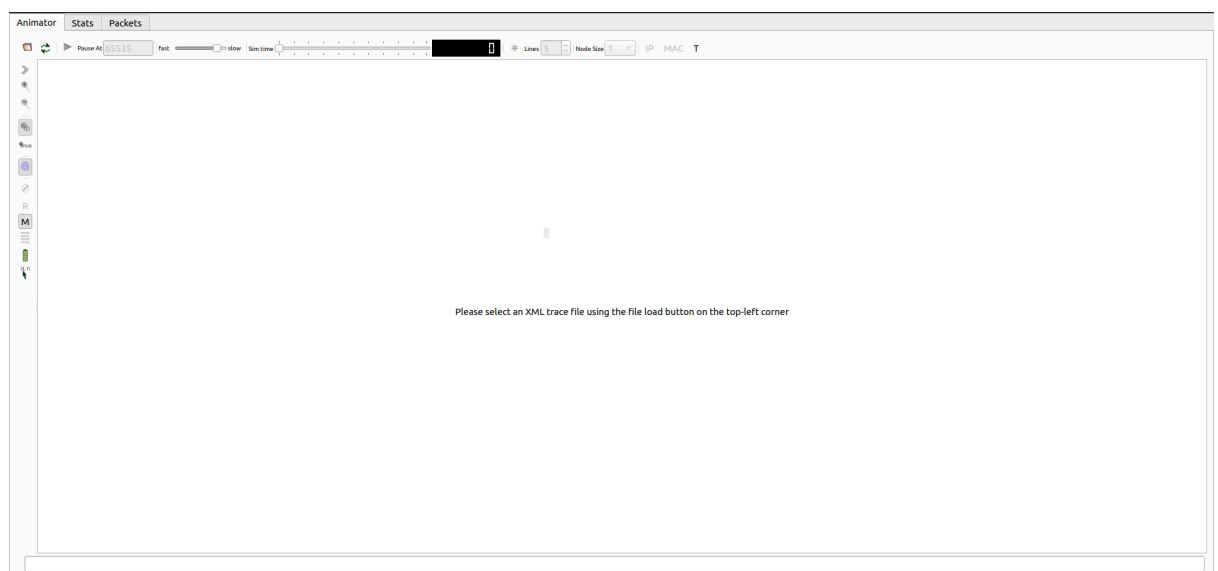 Animator Stats Packets
Pause At 65535 fast slow Sim time 0 # Lines 5 Node Size 1 IP MAC T
R
M
Please select an XML trace file using the file load button on the top-left corner